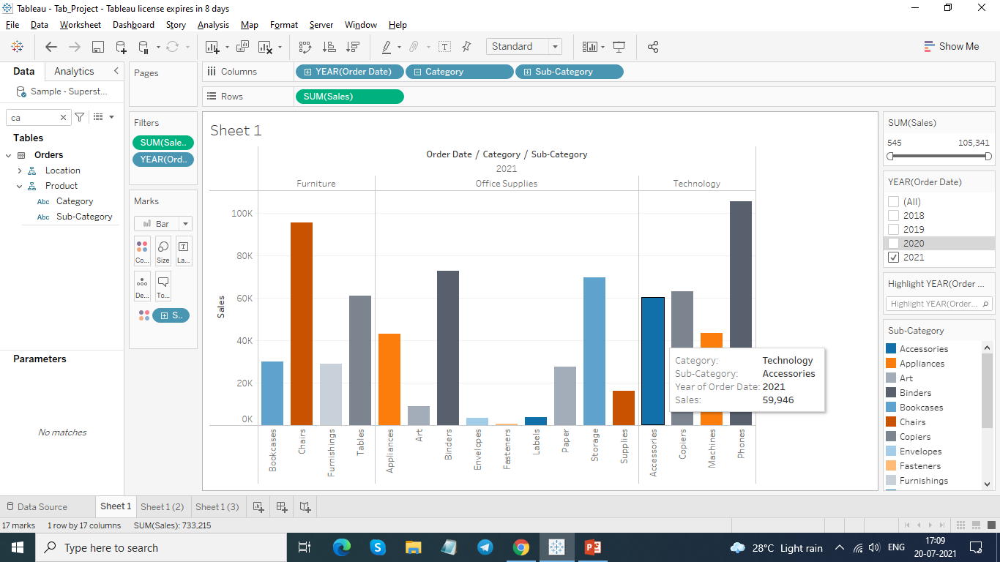 Tableau - Tab_Project - Tableau license expires in 8 days
File Data Worksheet Dashboard Story Analysis Map Format Server Window Help
Standard
Show Me
Data Analytics
Sample - Superst...
ca
Tables
Orders
Location
Product
Abc Category
Abc Sub-Category
Parameters
No matches
Pages
Filters
SUM(Sale..
YEAR(Ord..
Marks
Bar
Co... Size La...
De... To...
S..
Columns YEAR(Order Date) Category Sub-Category
Rows SUM(Sales)
Sheet 1
Order Date / Category / Sub-Category
2021
Furniture Office Supplies Technology
Sales
100K
80K
60K
40K
20K
0K
Bookcases Chairs Furnishings Tables Appliances Art Binders Envelopes Fasteners Labels Paper Storage Supplies Accessories Copiers Machines Phones
Category: Technology
Sub-Category: Accessories
Year of Order Date: 2021
Sales: 59,946
SUM(Sales)
545 105,341
YEAR(Order Date)
(All)
2018
2019
2020
2021
Highlight YEAR(Order ...
Highlight YEAR(Order...
Sub-Category
Accessories
Appliances
Art
Binders
Bookcases
Chairs
Copiers
Envelopes
Fasteners
Furnishings
Data Source Sheet 1 Sheet 1 (2) Sheet 1 (3)
17 marks 1 row by 17 columns SUM(Sales): 733,215
Type here to search
28°C Light rain ENG 17:09
20-07-2021